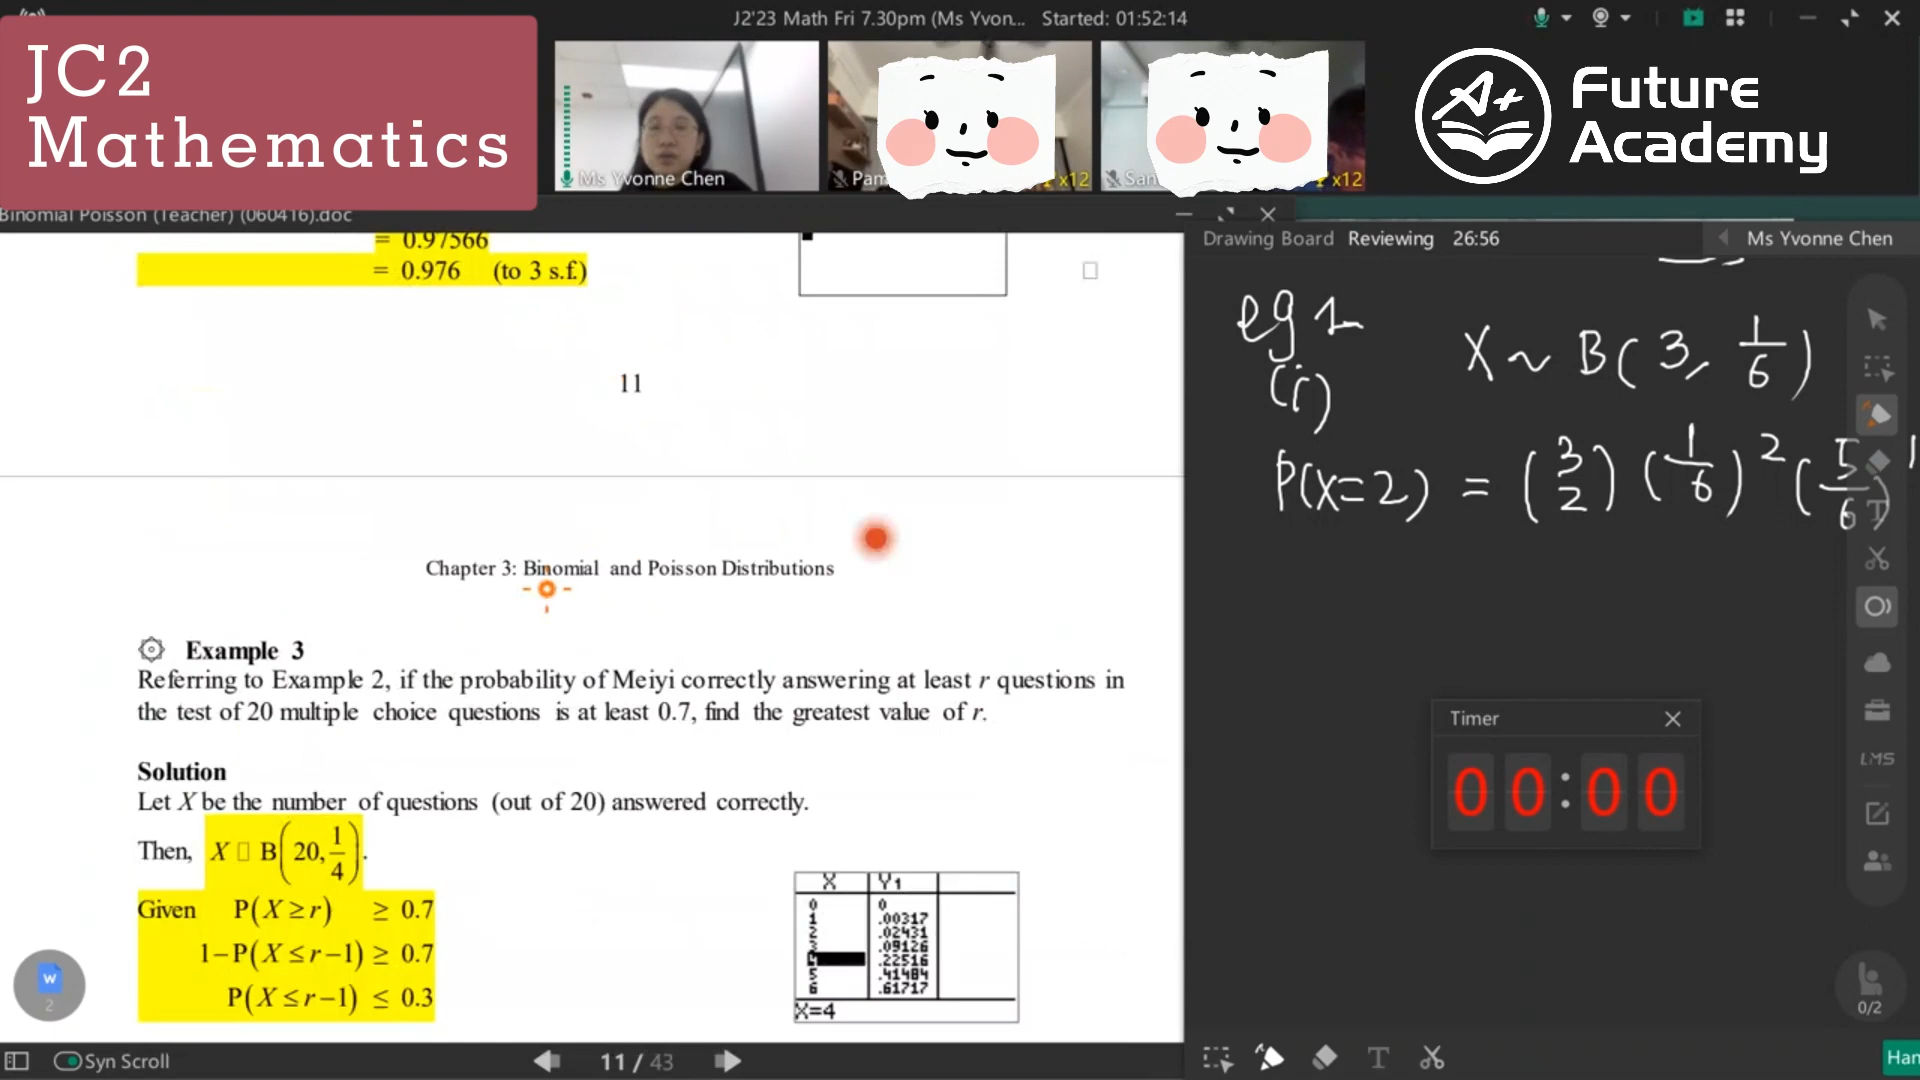 J2'23 Math Fri 7.30pm (Ms Yvon... Started: 01:52:14
JC2
Mathematics
Ms Yvonne Chen
Pam
x12
San
x12
A+
Future
Academy
Binomial Poisson (Teacher) (060416).doc
= 0.97566
= 0.976 (to 3 s.f.)
11
Chapter 3: Binomial and Poisson Distributions
Example 3
Referring to Example 2, if the probability of Meiyi correctly answering at least r questions in
the test of 20 multiple choice questions is at least 0.7, find the greatest value of r.
Solution
Let X be the number of questions (out of 20) answered correctly.
Then, X □ B(20, 1/4).
Given P(X ≥ r) ≥ 0.7
1−P(X ≤ r−1) ≥ 0.7
P(X ≤ r−1) ≤ 0.3
X Y1
0 0
1 .00317
2 .02431
3 .09126
4 .22516
5 .41484
6 .61717
X=4
W
2
Syn Scroll
11 / 43
Drawing Board Reviewing 26:56
Ms Yvonne Chen
eg 1
(i)
X ~ B(3, 1/6)
P(X=2) = (3 2) (1/6)^2 (5/6)^1
Timer
00:00
T
LMS
0/2
T
Han